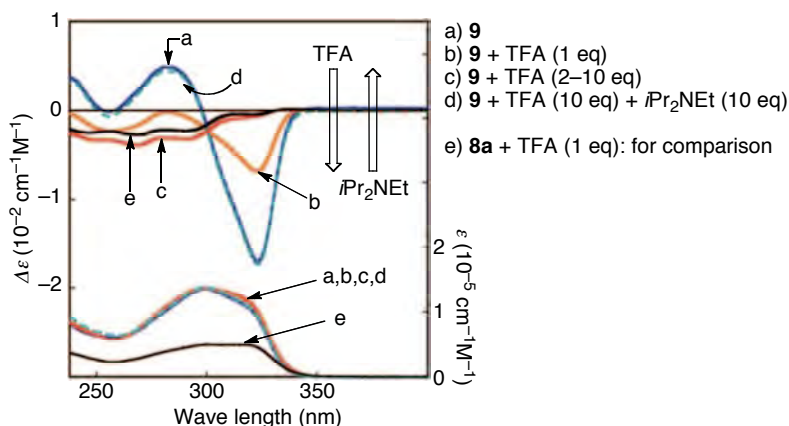 a) 9
b) 9 + TFA (1 eq)
c) 9 + TFA (2–10 eq)
d) 9 + TFA (10 eq) + iPr₂NEt (10 eq)
e) 8a + TFA (1 eq): for comparison
1
0
−1
−2
Δε (10⁻² cm⁻¹M⁻¹)
a
d
TFA
e
c
b
iPr₂NEt
a,b,c,d
e
2
1
0
ε (10⁻⁵ cm⁻¹M⁻¹)
250
300
350
Wave length (nm)